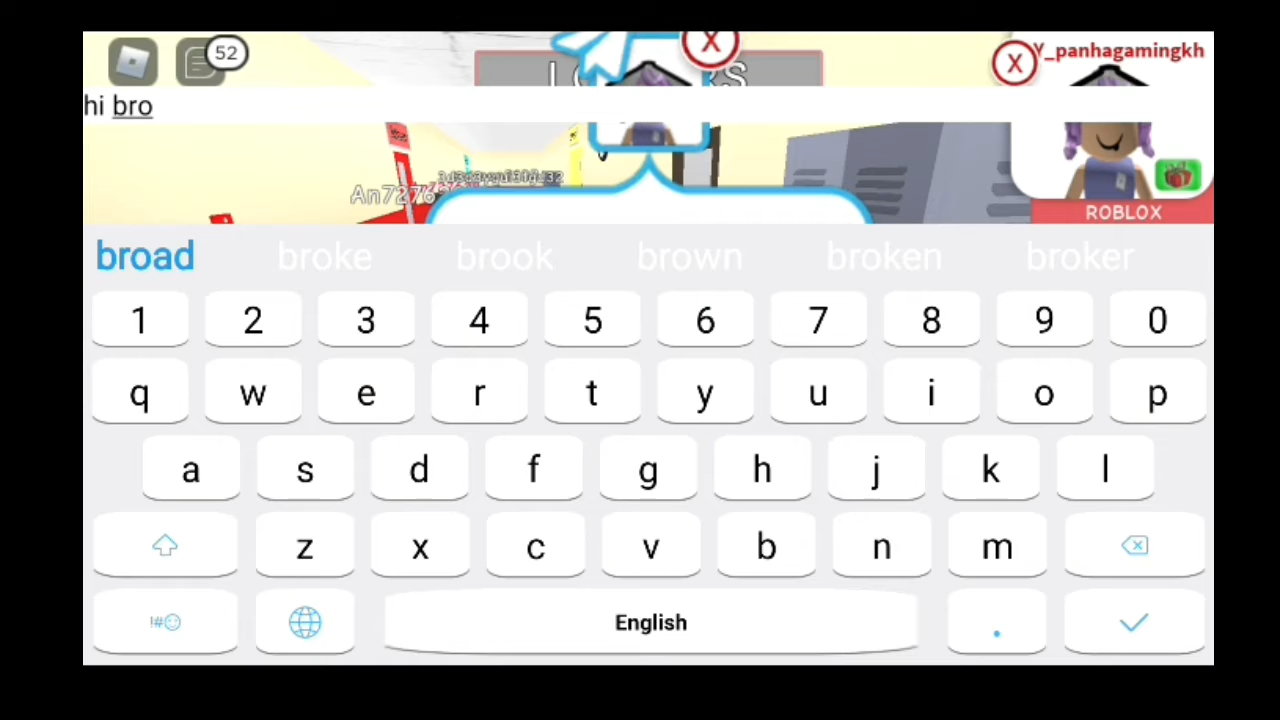 52
Y_panhagamingkh
hi bro
An7276
ROBLOX
broad broke brook brown broken broker
1 2 3 4 5 6 7 8 9 0
q w e r t y u i o p
a s d f g h j k l
z x c v b n m
!#☺ English .